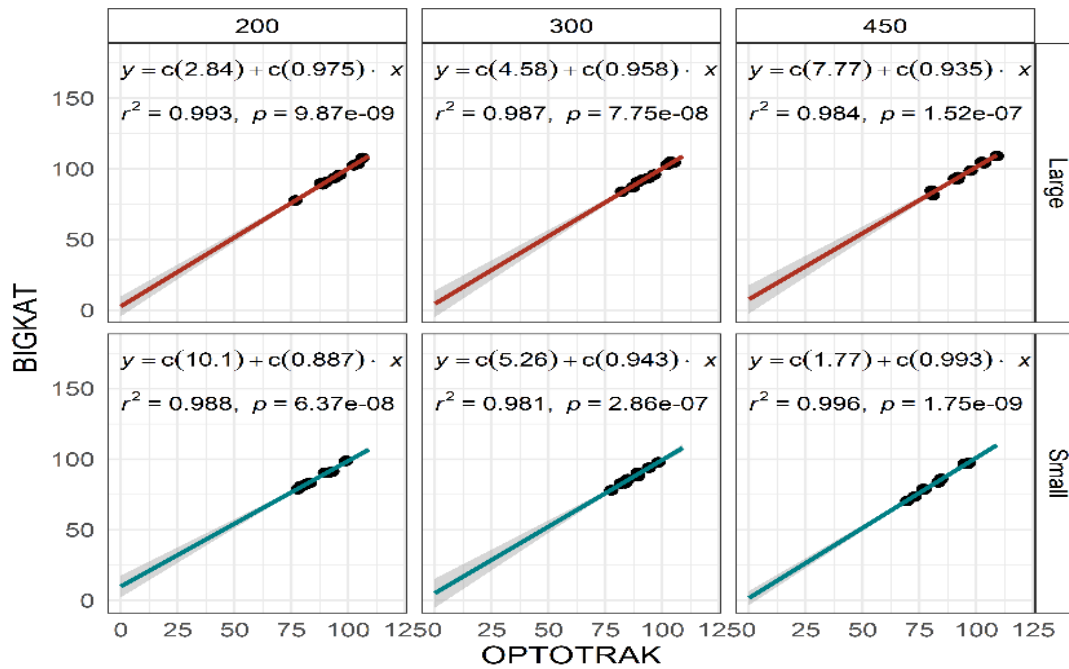 200 300 450
y = c(2.84) + c(0.975) · x y = c(4.58) + c(0.958) · x y = c(7.77) + c(0.935) · x
r² = 0.993, p = 9.87e-09 r² = 0.987, p = 7.75e-08 r² = 0.984, p = 1.52e-07
150
100
50
0
Large
BIGKAT
y = c(10.1) + c(0.887) · x y = c(5.26) + c(0.943) · x y = c(1.77) + c(0.993) · x
r² = 0.988, p = 6.37e-08 r² = 0.981, p = 2.86e-07 r² = 0.996, p = 1.75e-09
150
100
50
0
Small
0 25 50 75 100 125 0 25 50 75 100 125 0 25 50 75 100 125
OPTOTRAK